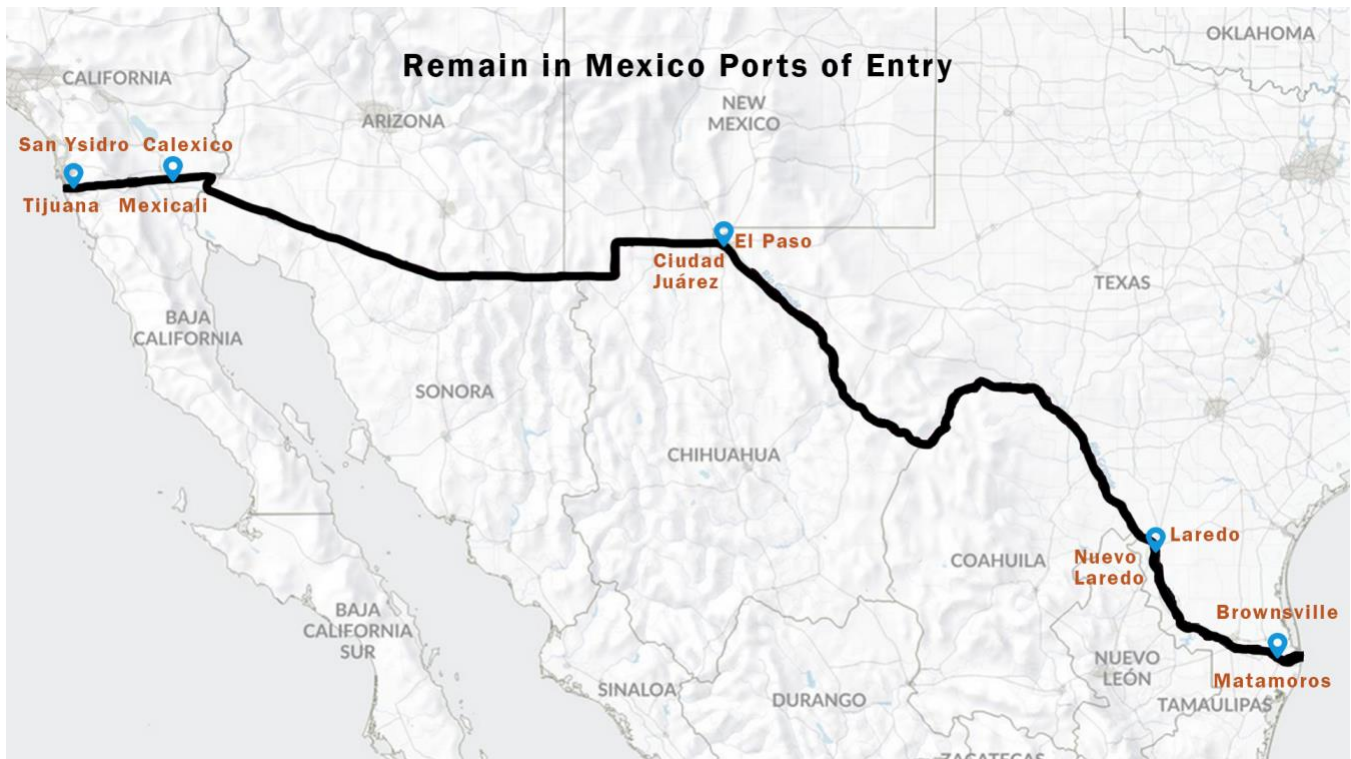 OKLAHOMA
Remain in Mexico Ports of Entry
CALIFORNIA
NEW
MEXICO
ARIZONA
San Ysidro Calexico
Tijuana Mexicali
El Paso
Ciudad
Juárez
TEXAS
BAJA
CALIFORNIA
SONORA
CHIHUAHUA
Laredo
Nuevo
Laredo
COAHUILA
BAJA
CALIFORNIA
SUR
Brownsville
NUEVO
LEÓN
Matamoros
SINALOA
DURANGO
TAMAULIPAS
ZACATECAS